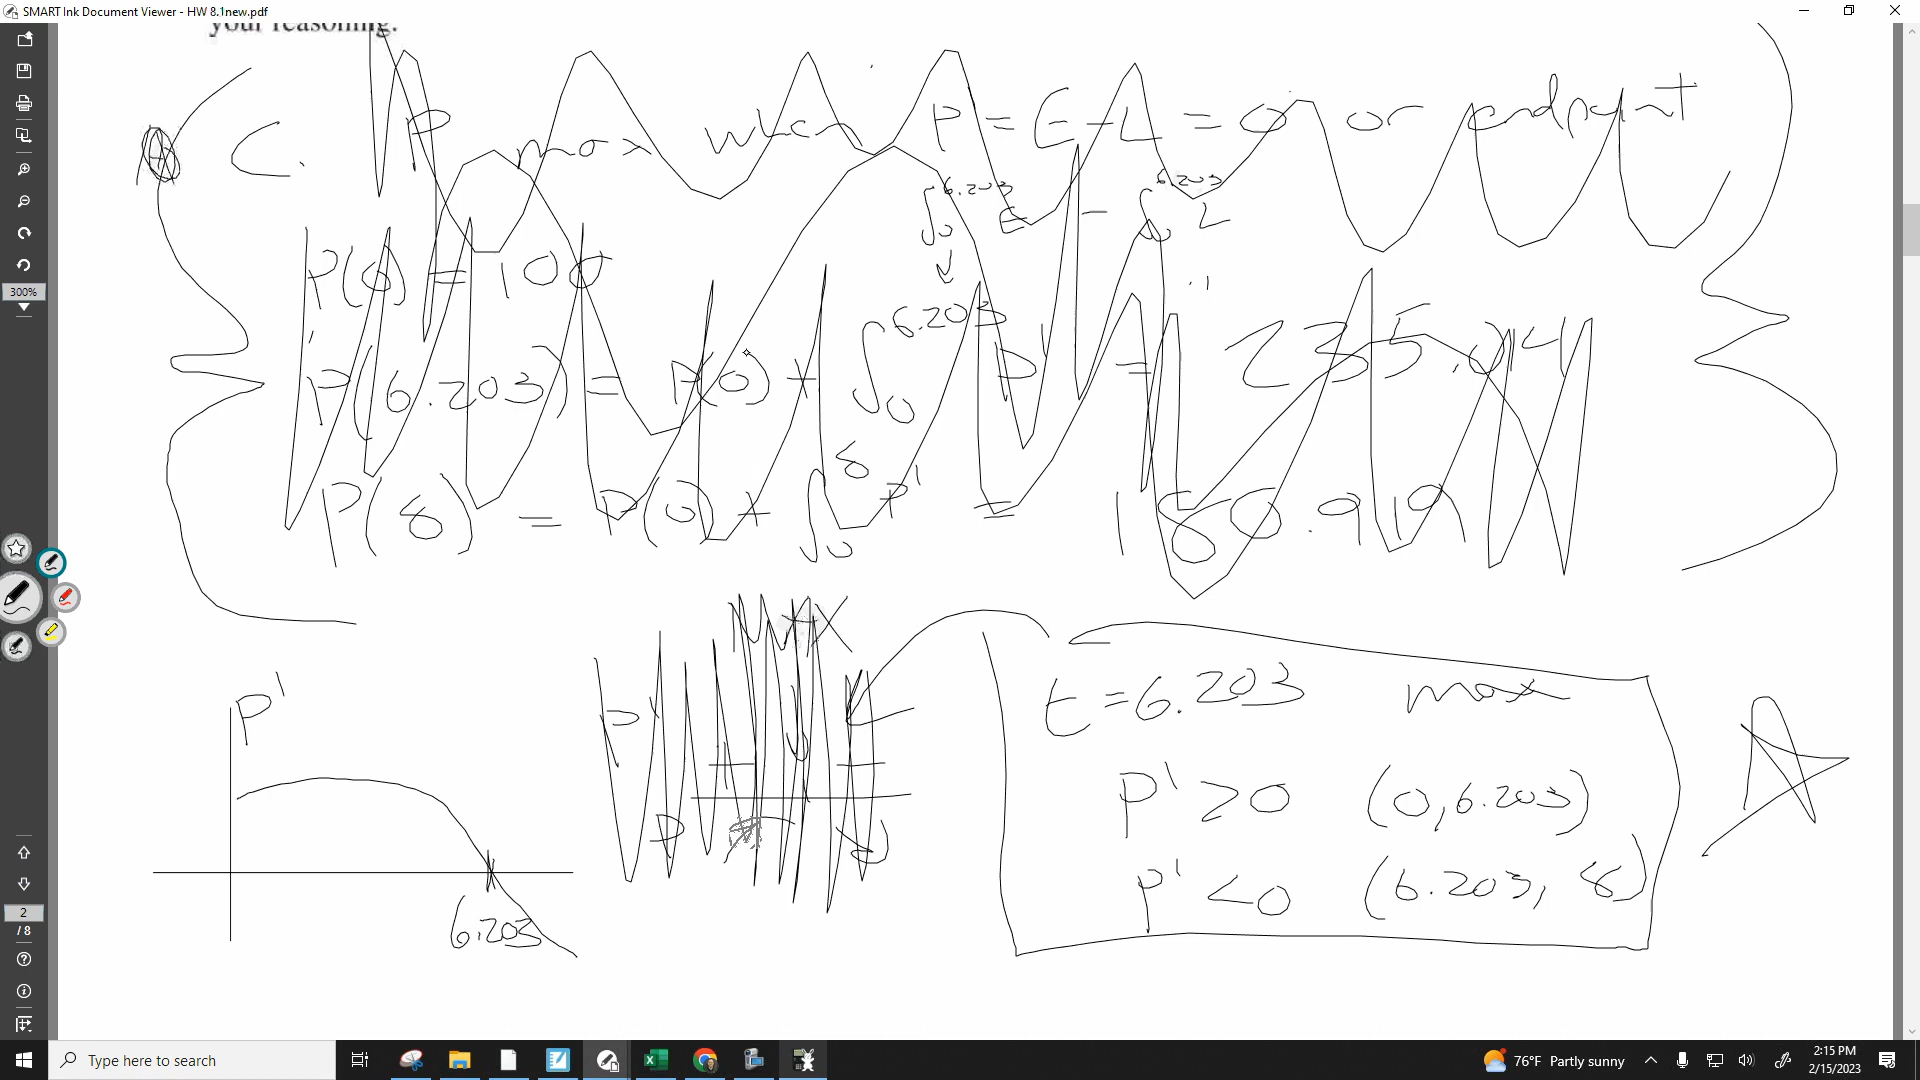 SMART Ink Document Viewer - HW 8.1new.pdf
your reasoning.
C. P max when P = E - L = 0 or endpoint
∫₀^6.203 E - ∫₀^6.203 L
P(0) = 100
P(6.203) = P(0) + ∫₀^6.203 P' = 235.
P(8) = P(0) + ∫₀^8 P' = 180.919
300%
MAX
t = 6.203 max
P'
P' + -
P' > 0 (0, 6.203)
P
P' < 0 (6.203, 8)
6.203
2
/ 8
Type here to search
76°F Partly sunny
2:15 PM
2/15/2023